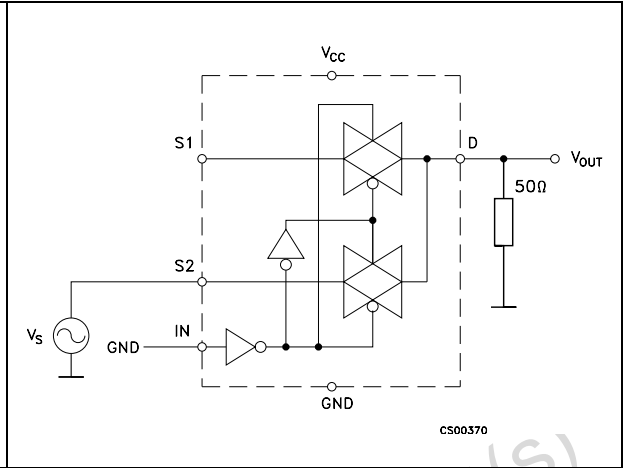 VCC
S1
D
VOUT
50Ω
S2
IN
VS
GND
GND
CS00370
(s)